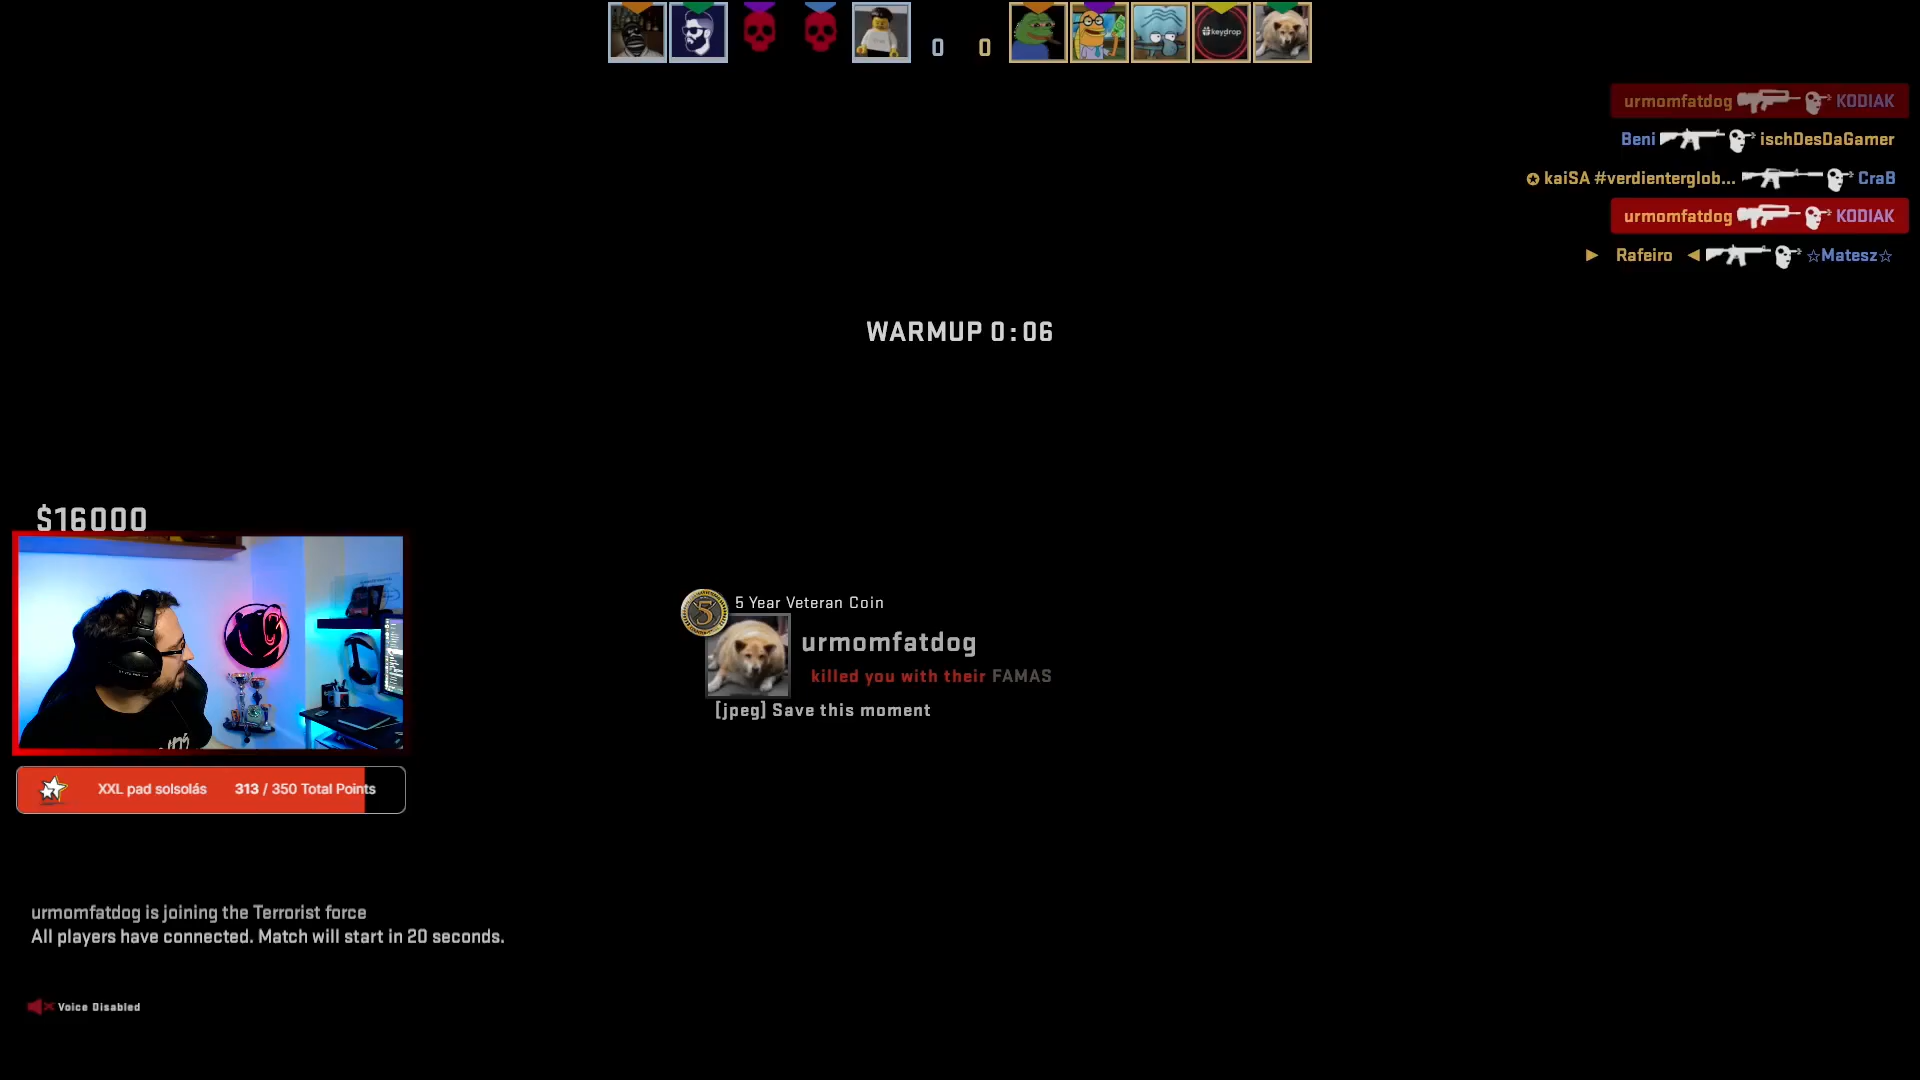 0 0
keydrop
urmomfatdog KODIAK
Beni ischDesDaGamer
✪ kaiSA #verdienterglob... CraB
urmomfatdog KODIAK
► Rafeiro ◄ ☆Matesz☆
WARMUP 0:06
$16000
5 Year Veteran Coin
5
urmomfatdog
killed you with their FAMAS
[jpeg] Save this moment
XXL pad solsolás 313 / 350 Total Points
urmomfatdog is joining the Terrorist force
All players have connected. Match will start in 20 seconds.
Voice Disabled